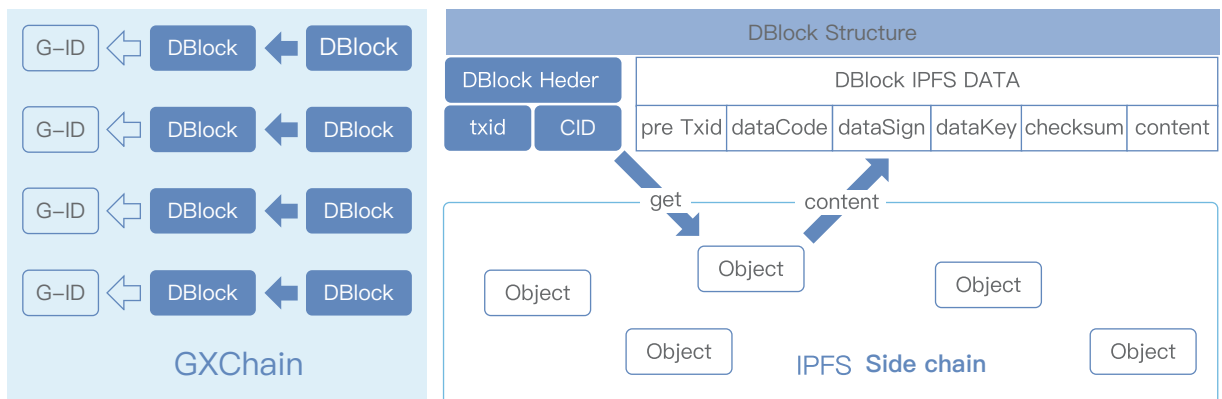 G-ID DBlock DBlock
G-ID DBlock DBlock
G-ID DBlock DBlock
G-ID DBlock DBlock
GXChain
DBlock Structure
DBlock Heder
DBlock IPFS DATA
txid CID
pre Txid dataCode dataSign dataKey checksum content
get
content
Object
Object
Object
Object
Object
IPFS Side chain